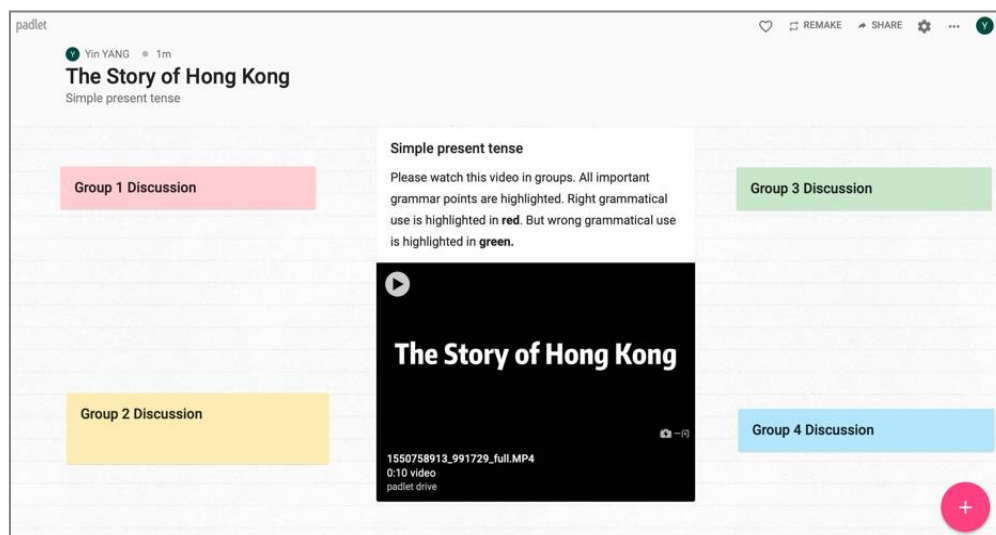 padlet
REMAKE
SHARE
Y
Y
Yin YANG
1m
The Story of Hong Kong
Simple present tense
Group 1 Discussion
Simple present tense
Please watch this video in groups. All important
grammar points are highlighted. Right grammatical
use is highlighted in red. But wrong grammatical use
is highlighted in green.
Group 3 Discussion
The Story of Hong Kong
一闪
1550758913_991729_full.MP4
0:10 video
padlet drive
Group 2 Discussion
Group 4 Discussion